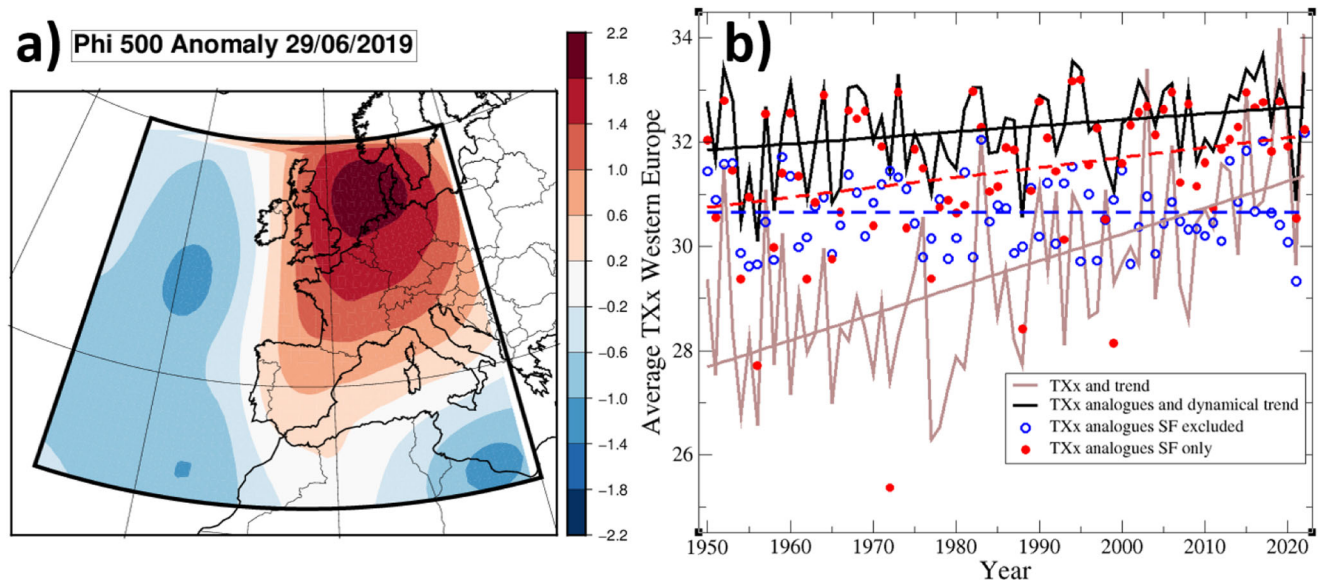 a) Phi 500 Anomaly 29/06/2019
2.2
1.8
1.4
1.0
0.6
0.2
−0.2
−0.6
−1.0
−1.4
−1.8
−2.2
b)
Average TXx Western Europe
34
32
30
28
26
TXx and trend
TXx analogues and dynamical trend
TXx analogues SF excluded
TXx analogues SF only
1950 1960 1970 1980 1990 2000 2010 2020
Year